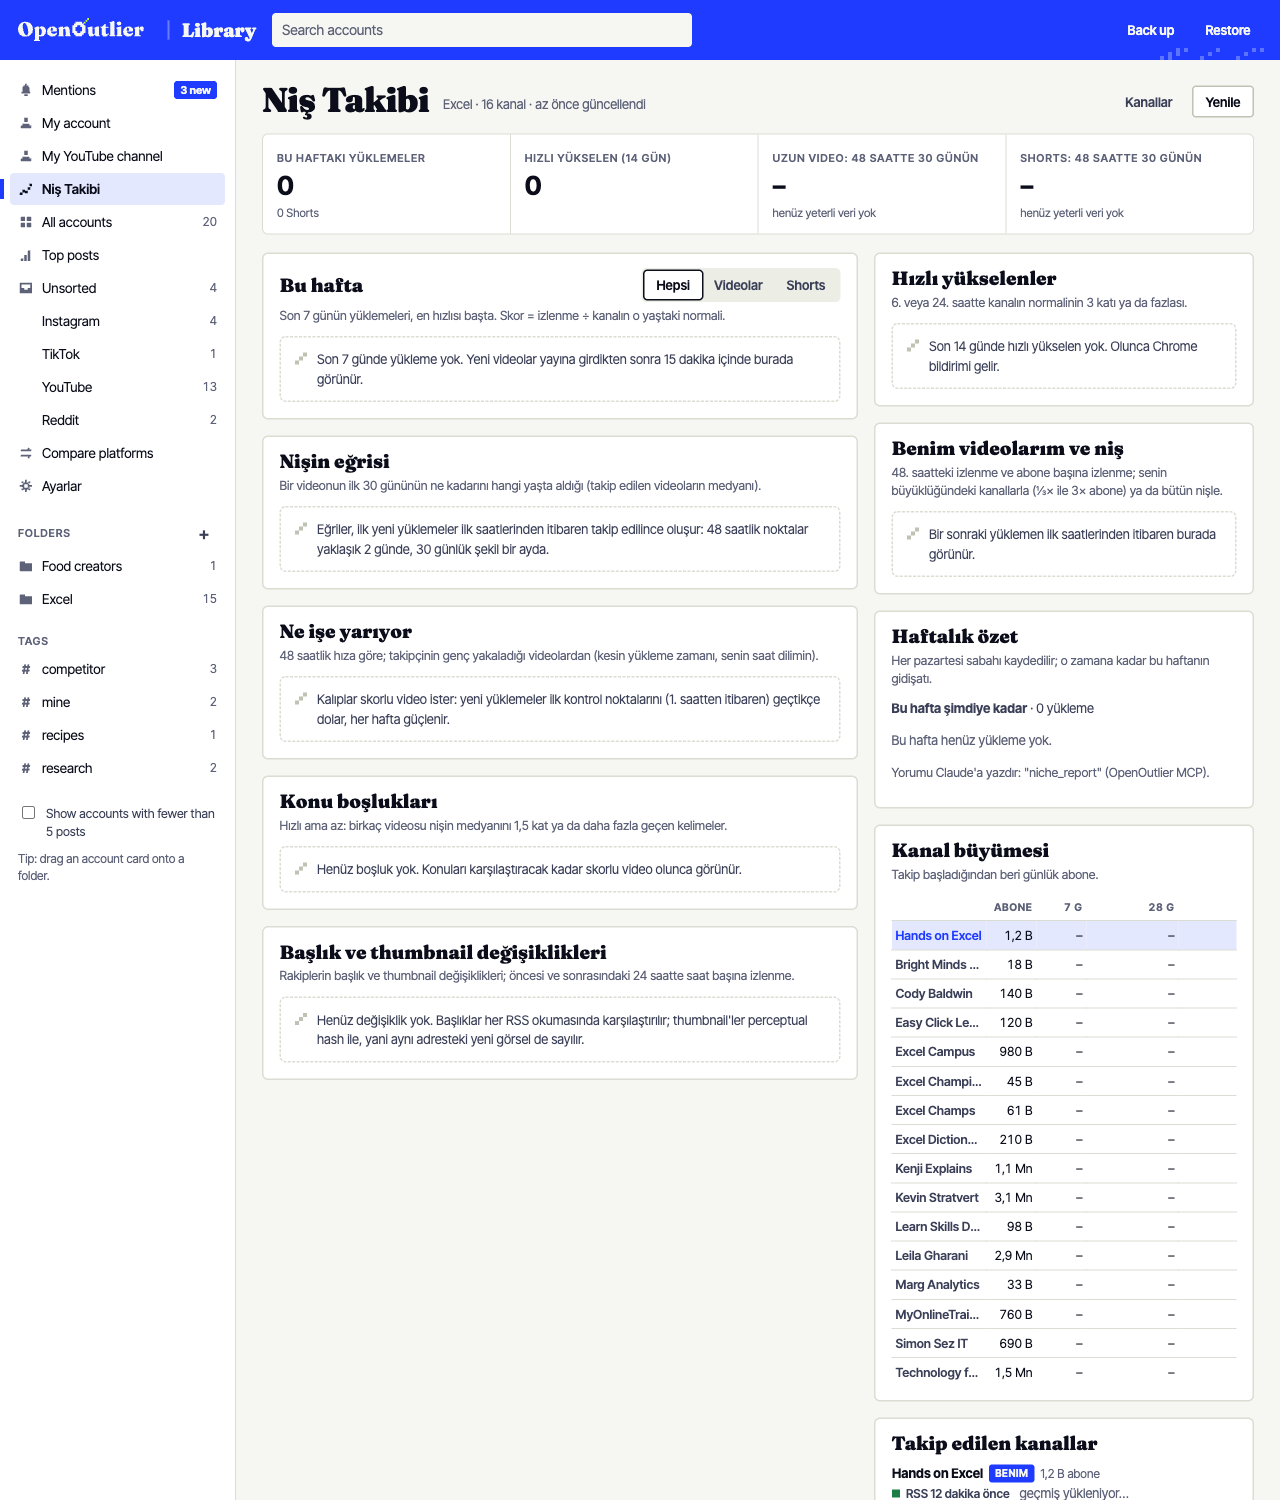 OpenOutlier
Library
Search accounts
Back up
Restore
Mentions
3 new
My account
My YouTube channel
Niş Takibi
All accounts
20
Top posts
Unsorted
4
Instagram
4
TikTok
1
YouTube
13
Reddit
2
Compare platforms
Ayarlar
FOLDERS
+
Food creators
1
Excel
15
TAGS
# competitor
3
# mine
2
# recipes
1
# research
2
Show accounts with fewer than
5 posts
Tip: drag an account card onto a
folder.
Niş Takibi
Excel · 16 kanal · az önce güncellendi
Kanallar
Yenile
BU HAFTAKI YÜKLEMELER
0
0 Shorts
HIZLI YÜKSELEN (14 GÜN)
0
UZUN VIDEO: 48 SAATTE 30 GÜNÜN
–
henüz yeterli veri yok
SHORTS: 48 SAATTE 30 GÜNÜN
–
henüz yeterli veri yok
Bu hafta
Hepsi
Videolar
Shorts
Son 7 günün yüklemeleri, en hızlısı başta. Skor = izlenme ÷ kanalın o yaştaki normali.
Son 7 günde yükleme yok. Yeni videolar yayına girdikten sonra 15 dakika içinde burada
görünür.
Nişin eğrisi
Bir videonun ilk 30 gününün ne kadarını hangi yaşta aldığı (takip edilen videoların medyanı).
Eğriler, ilk yeni yüklemeler ilk saatlerinden itibaren takip edilince oluşur: 48 saatlik noktalar
yaklaşık 2 günde, 30 günlük şekil bir ayda.
Ne işe yarıyor
48 saatlik hıza göre; takipçinin genç yakaladığı videolardan (kesin yükleme zamanı, senin saat dilimin).
Kalıplar skorlu video ister: yeni yüklemeler ilk kontrol noktalarını (1. saatten itibaren) geçtikçe
dolar, her hafta güçlenir.
Konu boşlukları
Hızlı ama az: birkaç videosu nişin medyanını 1,5 kat ya da daha fazla geçen kelimeler.
Henüz boşluk yok. Konuları karşılaştıracak kadar skorlu video olunca görünür.
Başlık ve thumbnail değişiklikleri
Rakiplerin başlık ve thumbnail değişiklikleri; öncesi ve sonrasındaki 24 saatte saat başına izlenme.
Henüz değişiklik yok. Başlıklar her RSS okumasında karşılaştırılır; thumbnail'ler perceptual
hash ile, yani aynı adresteki yeni görsel de sayılır.
Hızlı yükselenler
6. veya 24. saatte kanalın normalinin 3 katı ya da fazlası.
Son 14 günde hızlı yükselen yok. Olunca Chrome
bildirimi gelir.
Benim videolarım ve niş
48. saatteki izlenme ve abone başına izlenme; senin
büyüklüğündeki kanallarla (⅓× ile 3× abone) ya da bütün nişle.
Bir sonraki yüklemen ilk saatlerinden itibaren burada
görünür.
Haftalık özet
Her pazartesi sabahı kaydedilir; o zamana kadar bu haftanın
gidişatı.
Bu hafta şimdiye kadar · 0 yükleme
Bu hafta henüz yükleme yok.
Yorumu Claude'a yazdır: "niche_report" (OpenOutlier MCP).
Kanal büyümesi
Takip başladığından beri günlük abone.
ABONE
7 G
28 G
Hands on Excel 1,2 B – –
Bright Minds ... 18 B – –
Cody Baldwin 140 B – –
Easy Click Le... 120 B – –
Excel Campus 980 B – –
Excel Champi... 45 B – –
Excel Champs 61 B – –
Excel Diction... 210 B – –
Kenji Explains 1,1 Mn – –
Kevin Stratvert 3,1 Mn – –
Learn Skills D... 98 B – –
Leila Gharani 2,9 Mn – –
Marg Analytics 33 B – –
MyOnlineTrai... 760 B – –
Simon Sez IT 690 B – –
Technology f... 1,5 Mn – –
Takip edilen kanallar
Hands on Excel BENIM 1,2 B abone
RSS 12 dakika önce geçmiş yükleniyor...